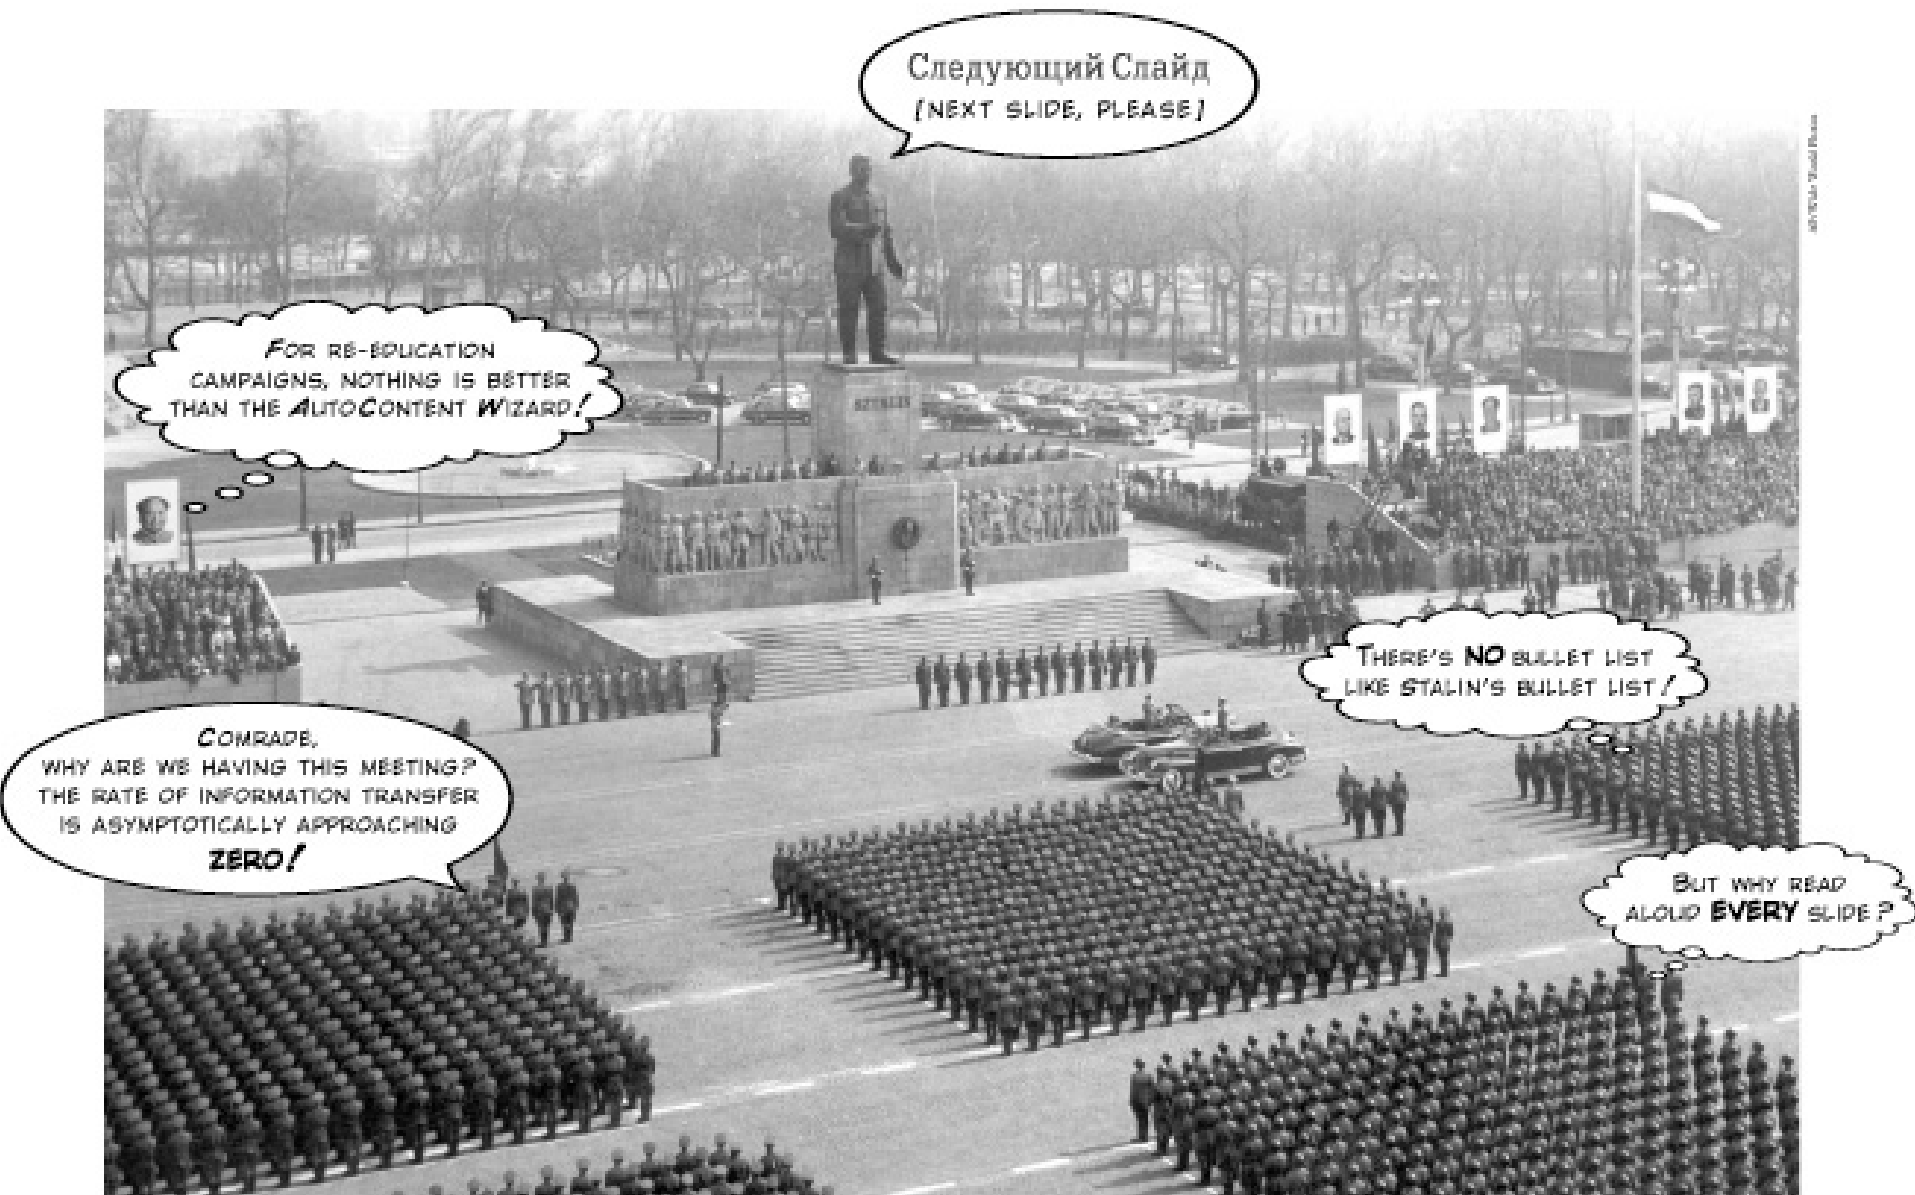 Следующий Слайд
[NEXT SLIDE, PLEASE]
FOR RE-EDUCATION
CAMPAIGNS, NOTHING IS BETTER
THAN THE AUTOCONTENT WIZARD!
SZTÁLIN
THERE'S NO BULLET LIST
LIKE STALIN'S BULLET LIST!
COMRADE,
WHY ARE WE HAVING THIS MEETING?
THE RATE OF INFORMATION TRANSFER
IS ASYMPTOTICALLY APPROACHING
ZERO!
BUT WHY READ
ALOUD EVERY SLIDE?